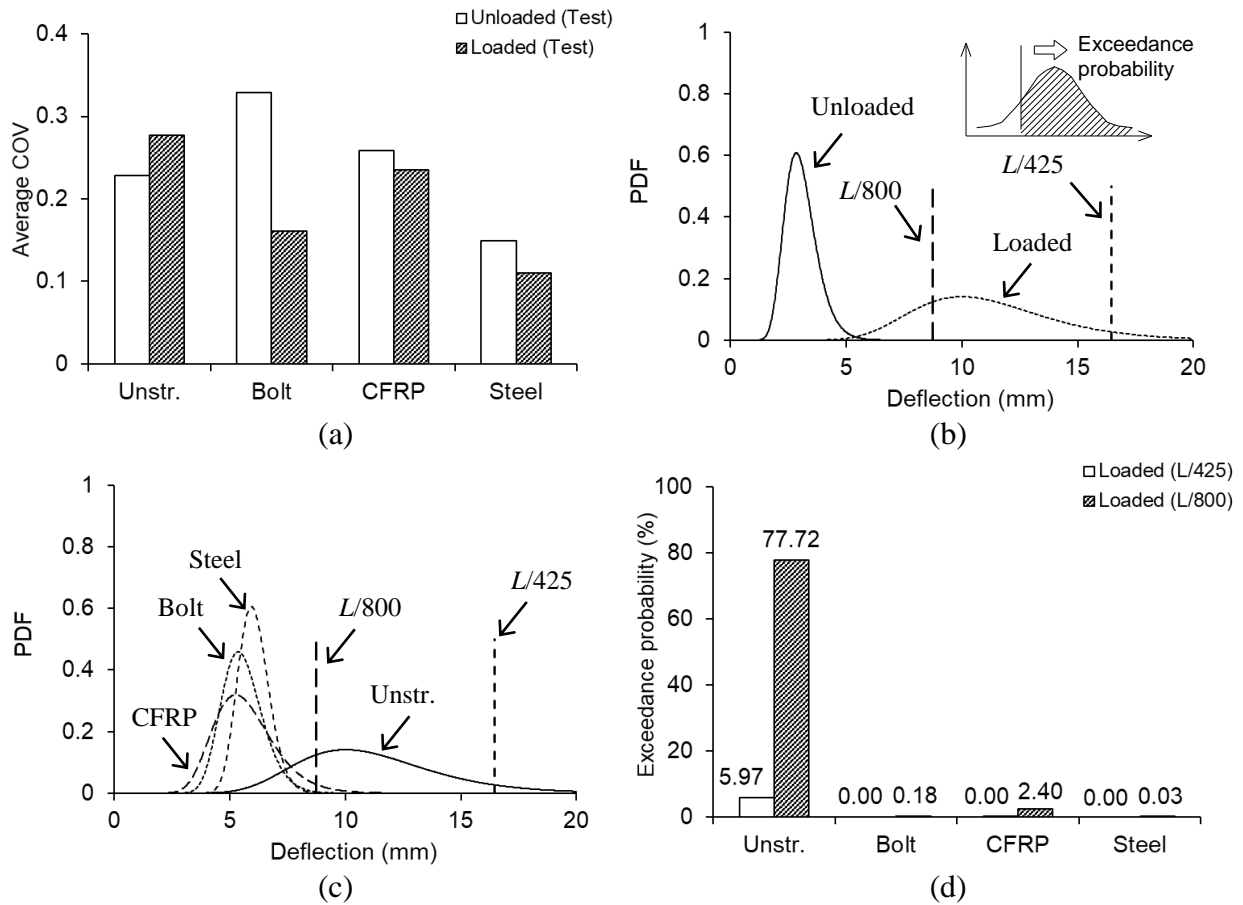 Unloaded (Test)
Loaded (Test)
0.4
0.3
0.2
0.1
0
Average COV
Unstr. Bolt CFRP Steel
(a)
1
0.8
0.6
0.4
0.2
0
PDF
Exceedance
probability
Unloaded
L/800
L/425
Loaded
0 5 10 15 20
Deflection (mm)
(b)
1
0.8
0.6
0.4
0.2
0
PDF
Steel
Bolt
CFRP
L/800
L/425
Unstr.
0 5 10 15 20
Deflection (mm)
(c)
Loaded (L/425)
Loaded (L/800)
100
80
60
40
20
0
Exceedance probability (%)
77.72
5.97
0.00 0.18 0.00 2.40 0.00 0.03
Unstr. Bolt CFRP Steel
(d)